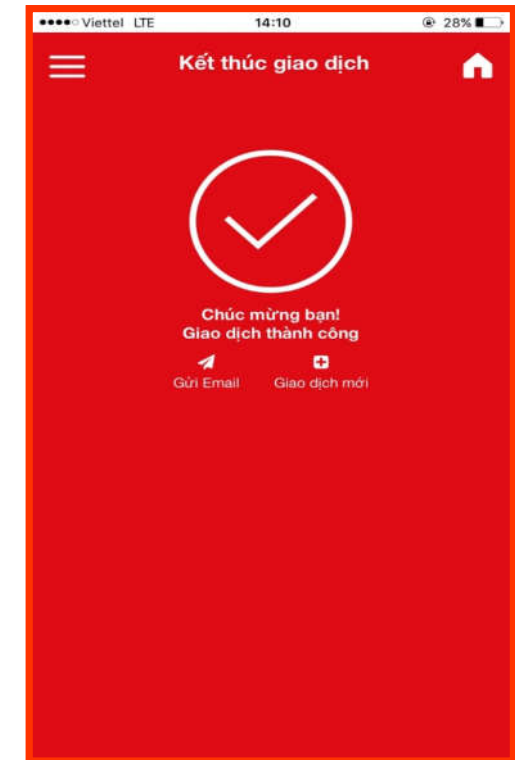 Viettel LTE 14:10 28%
Kết thúc giao dịch
Chúc mừng bạn!
Giao dịch thành công
Gửi Email Giao dịch mới